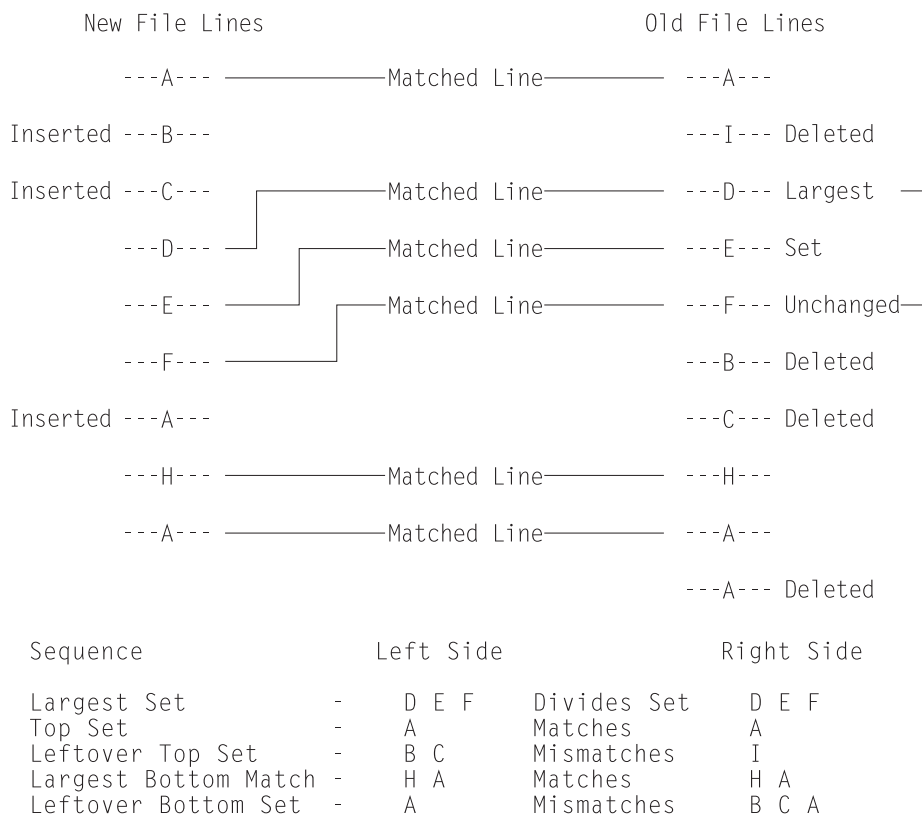 New File Lines Old File Lines
---A--- Matched Line ---A---
Inserted ---B--- ---I--- Deleted
Inserted ---C--- Matched Line ---D--- Largest
---D--- Matched Line ---E--- Set
---E--- Matched Line ---F--- Unchanged
---F--- ---B--- Deleted
Inserted ---A--- ---C--- Deleted
---H--- Matched Line ---H---
---A--- Matched Line ---A---
---A--- Deleted
Sequence Left Side Right Side
Largest Set - D E F Divides Set D E F
Top Set - A Matches A
Leftover Top Set - B C Mismatches I
Largest Bottom Match - H A Matches H A
Leftover Bottom Set - A Mismatches B C A